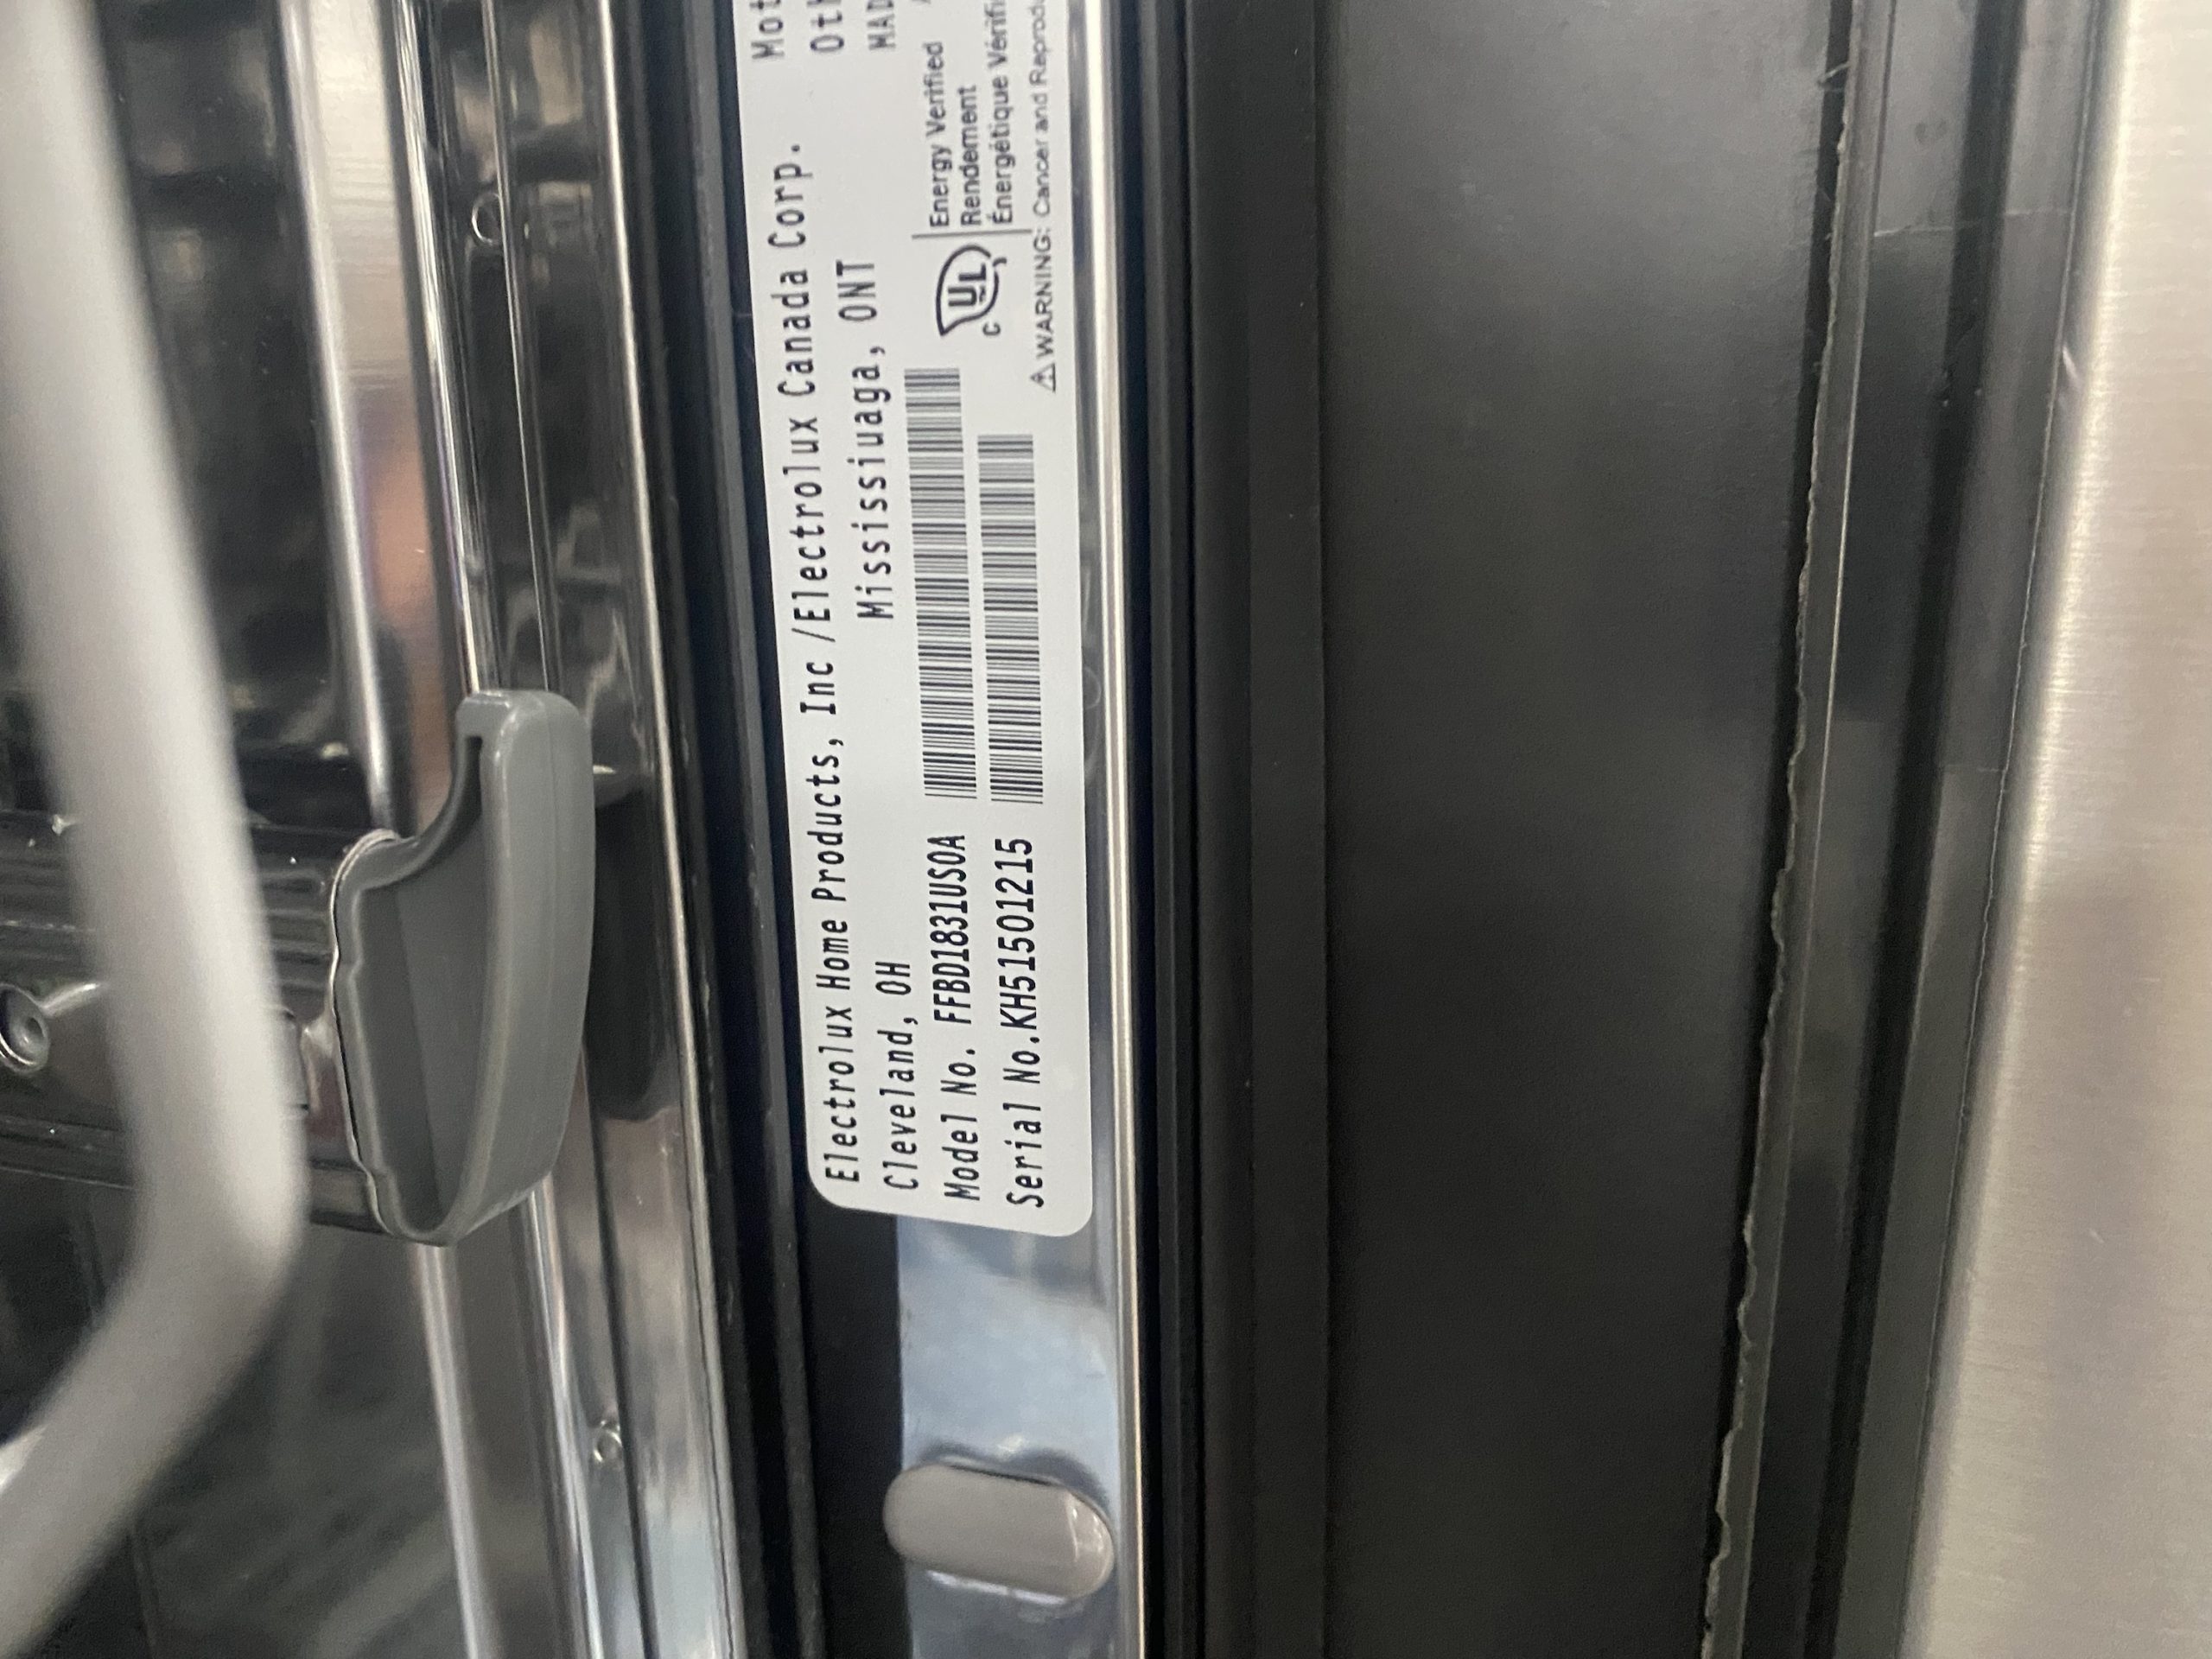 Electrolux Home Products, Inc /Electrolux Canada Corp.
Cleveland, OH
Mississiuaga, ONT
Model No. FFBD1831US0A
Serial No.KH51501215
C UL
Energy Verified
Rendement
Énergétique
⚠WARNING: Cancer and